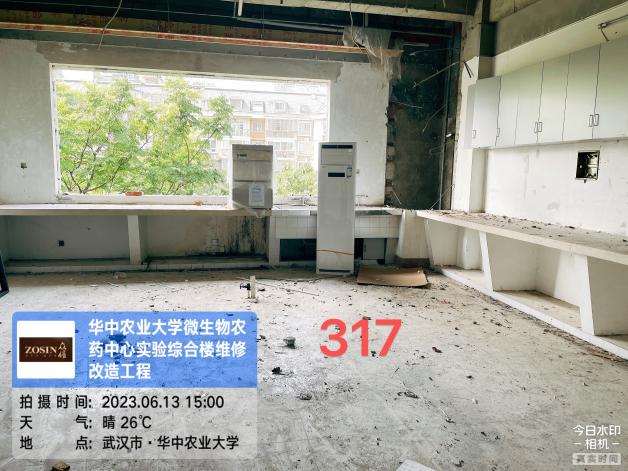 317
ZOSIN
华中农业大学微生物农
药中心实验综合楼维修
改造工程
拍摄时间: 2023.06.13 15:00
天 气: 晴 26℃
地 点: 武汉市·华中农业大学
今日水印
-相机-
真实时间